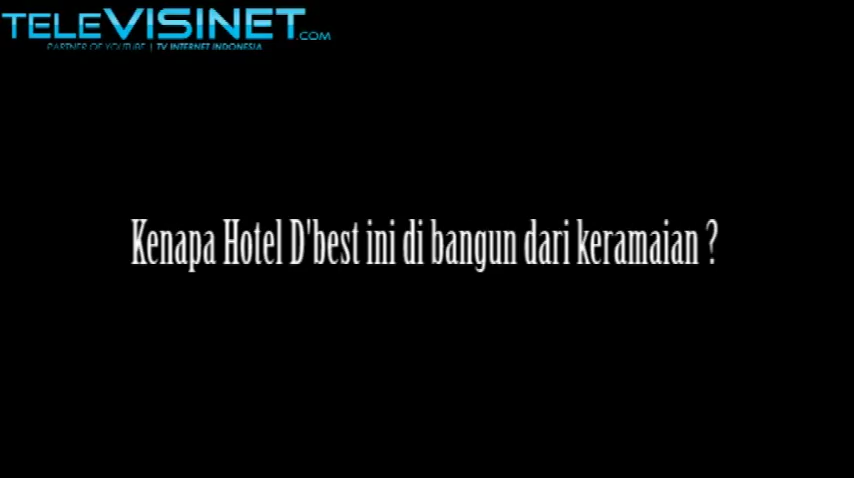 TELEVISINET.COM
PARTNER OF YOUTUBE | TV INTERNET INDONESIA
Kenapa Hotel D'best ini di bangun dari keramaian ?